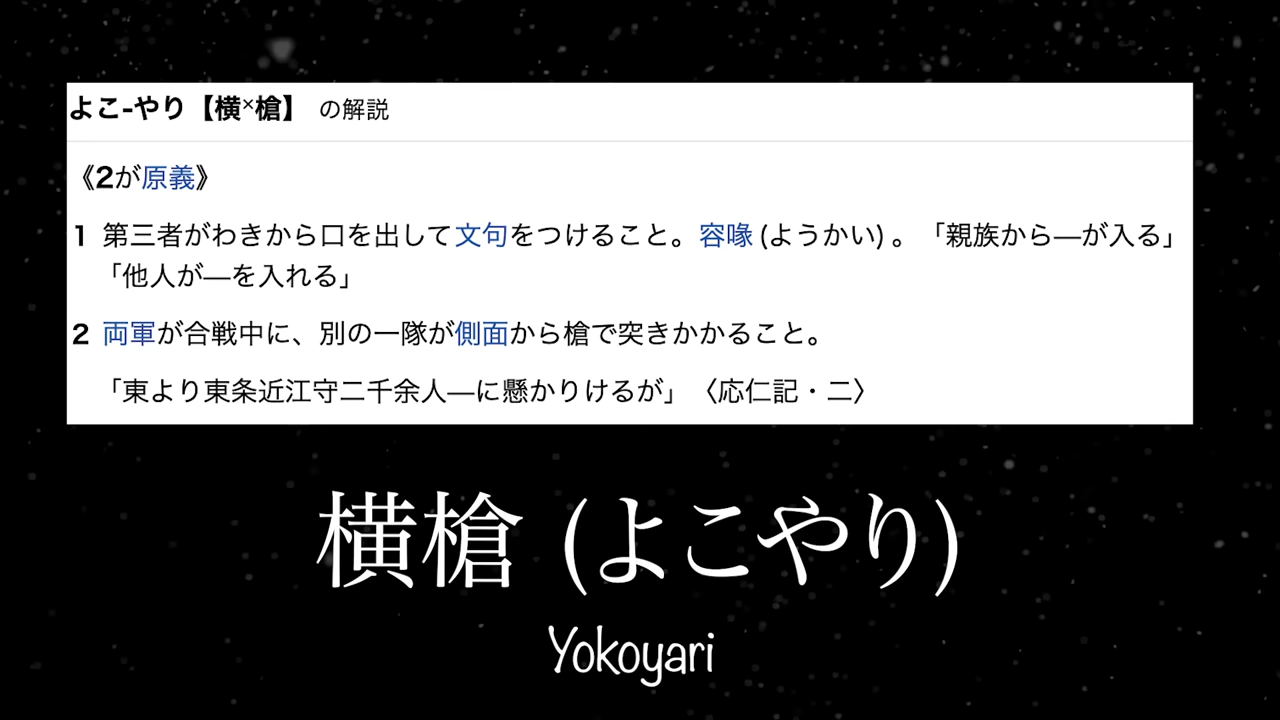 よこ‐やり【横×槍】 の解説
《2が原義》
1 第三者がわきから口を出して文句をつけること。容喙 (ようかい) 。「親族から―が入る」
「他人が―を入れる」
2 両軍が合戦中に、別の一隊が側面から槍で突きかかること。
「東より東条近江守二千余人―に懸かりけるが」〈応仁記・二〉
横槍 (よこやり)
Yokoyari